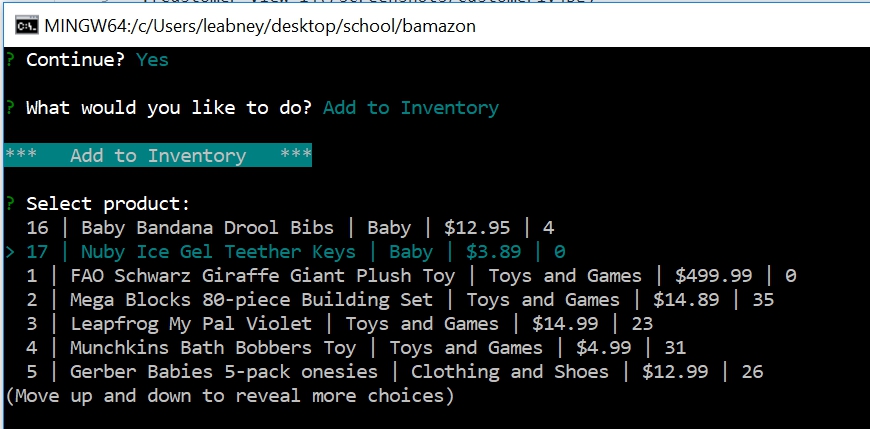 MINGW64:/c/Users/leabney/desktop/school/bamazon
? Continue? Yes
? What would you like to do? Add to Inventory
***   Add to Inventory   ***
? Select product:
  16 | Baby Bandana Drool Bibs | Baby | $12.95 | 4
> 17 | Nuby Ice Gel Teether Keys | Baby | $3.89 | 0
  1 | FAO Schwarz Giraffe Giant Plush Toy | Toys and Games | $499.99 | 0
  2 | Mega Blocks 80-piece Building Set | Toys and Games | $14.89 | 35
  3 | Leapfrog My Pal Violet | Toys and Games | $14.99 | 23
  4 | Munchkins Bath Bobbers Toy | Toys and Games | $4.99 | 31
  5 | Gerber Babies 5-pack onesies | Clothing and Shoes | $12.99 | 26
(Move up and down to reveal more choices)